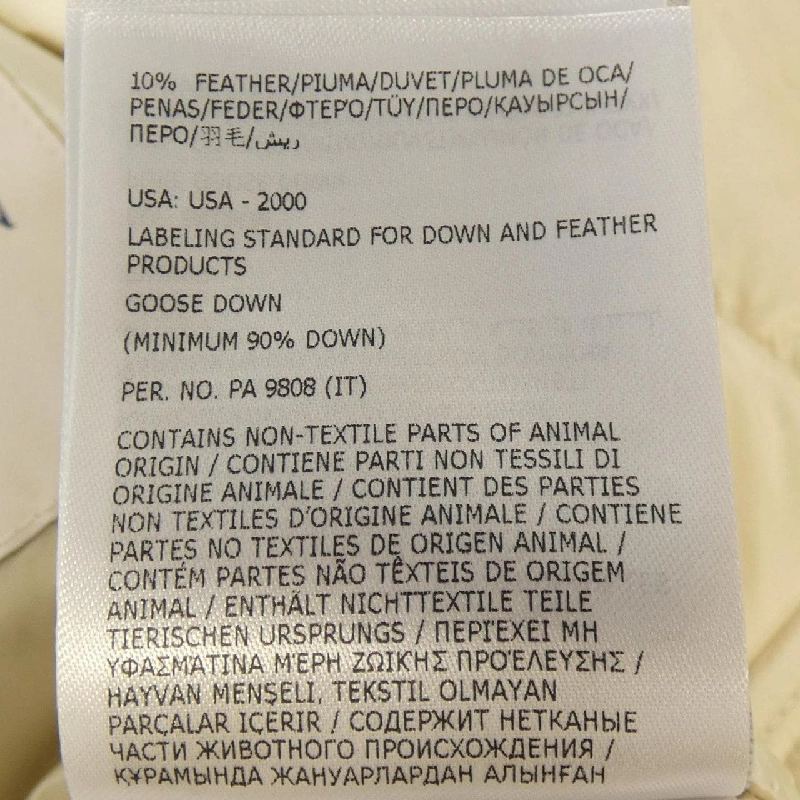 10% FEATHER/PIUMA/DUVET/PLUMA DE OCA/
PENAS/FEDER/ΦΤΕΡΌ/TÜY/ПЕРО/ҚАУЫРСЫН/
ПЕРО/羽毛/ريش
USA: USA - 2000
LABELING STANDARD FOR DOWN AND FEATHER
PRODUCTS
GOOSE DOWN
(MINIMUM 90% DOWN)
PER. NO. PA 9808 (IT)
CONTAINS NON-TEXTILE PARTS OF ANIMAL
ORIGIN / CONTIENE PARTI NON TESSILI DI
ORIGINE ANIMALE / CONTIENT DES PARTIES
NON TEXTILES D'ORIGINE ANIMALE / CONTIENE
PARTES NO TEXTILES DE ORIGEN ANIMAL /
CONTÉM PARTES NÃO TÊXTEIS DE ORIGEM
ANIMAL / ENTHÄLT NICHTTEXTILE TEILE
TIERISCHEN URSPRUNGS / ΠΕΡΙΈΧΕΙ ΜΗ
ΥΦΑΣΜΆΤΙΝΑ ΜΈΡΗ ΖΩΙΚΉΣ ΠΡΟΈΛΕΥΣΗΣ /
HAYVAN MENŞELI, TEKSTIL OLMAYAN
PARÇALAR IÇERIR / СОДЕРЖИТ НЕТКАНЫЕ
ЧАСТИ ЖИВОТНОГО ПРОИСХОЖДЕНИЯ /
ҚҰРАМЫНДА ЖАНУАРЛАРДАН АЛЫНҒАН